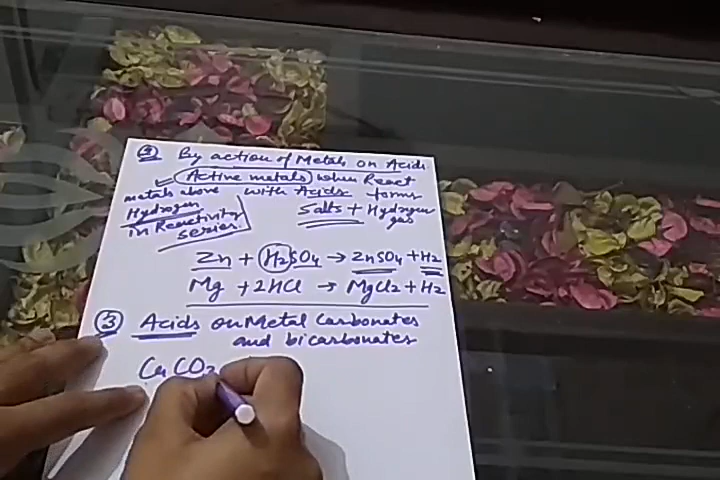 ② By action of Metals on Acids
(Active metals) when React
metals above with Acids forms
Hydrogen Salts + Hydrogen
in Reactivity gas
series
Zn + H2SO4 → ZnSO4 + H2
Mg + 2HCl → MgCl2 + H2
③ Acids on Metal Carbonates
and bicarbonates
CaCO3